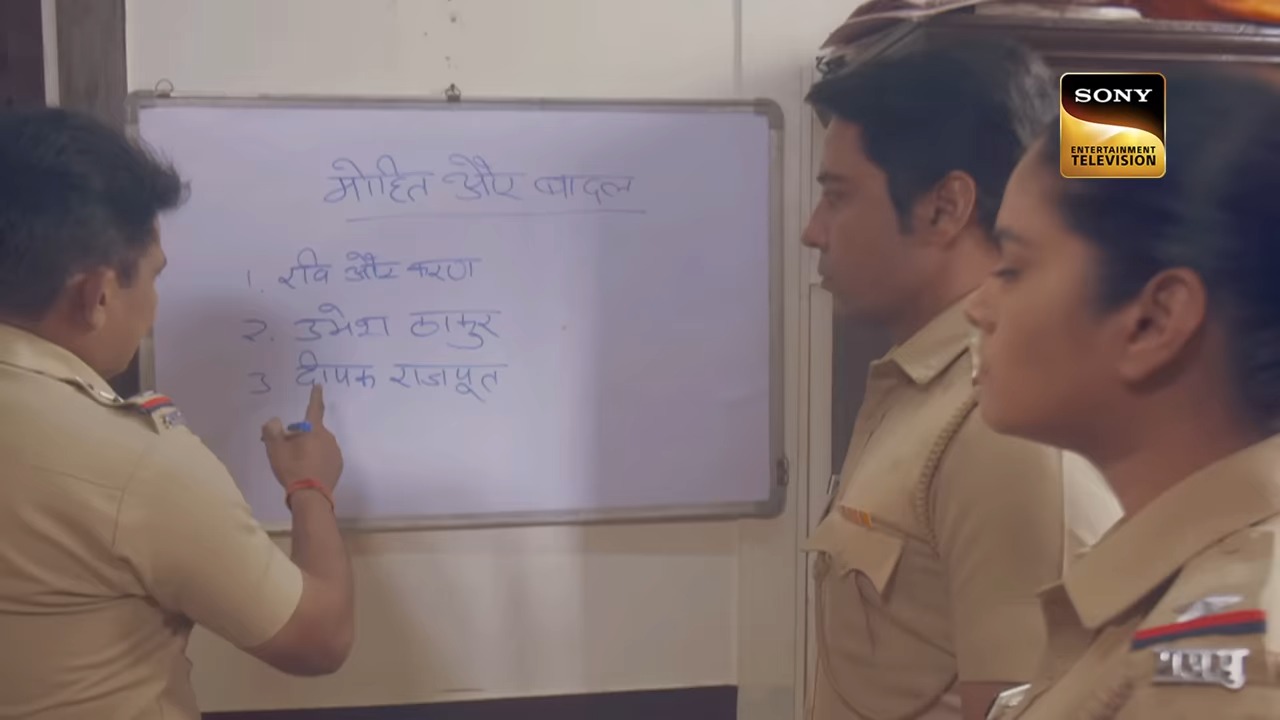 मोहित और बादल
1. रवि और करण
2. उमेश ठाकुर
3 दीपक राजपूत
SONY
ENTERTAINMENT
TELEVISION